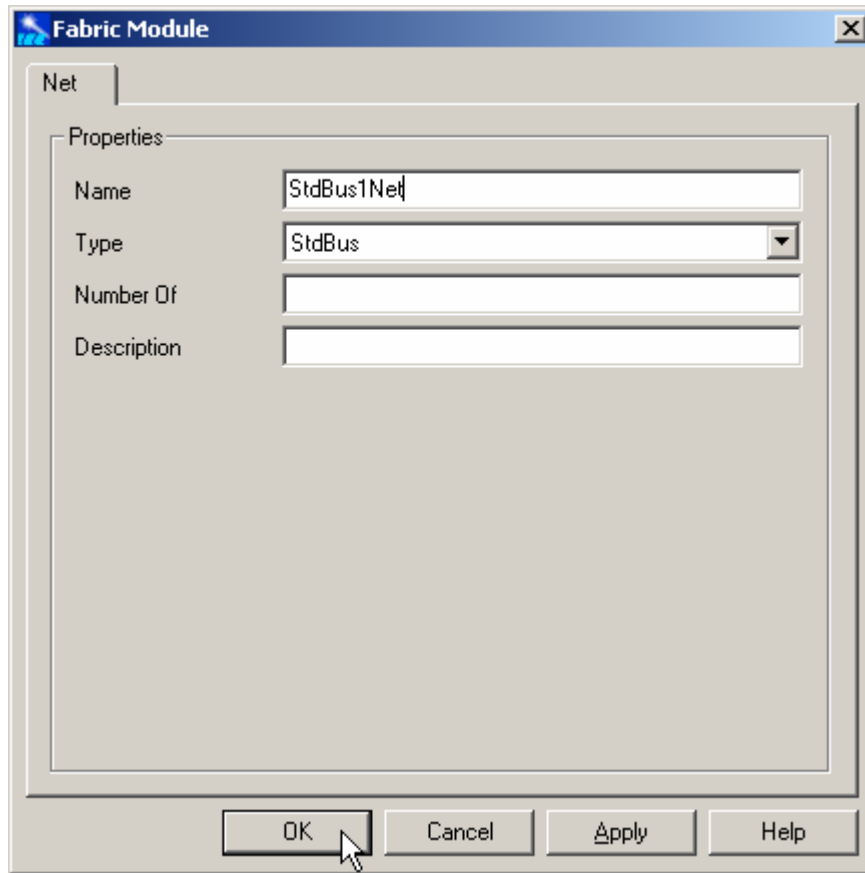 Fabric Module
Net
Properties
Name StdBus1Net
Type StdBus
Number Of
Description
OK Cancel Apply Help